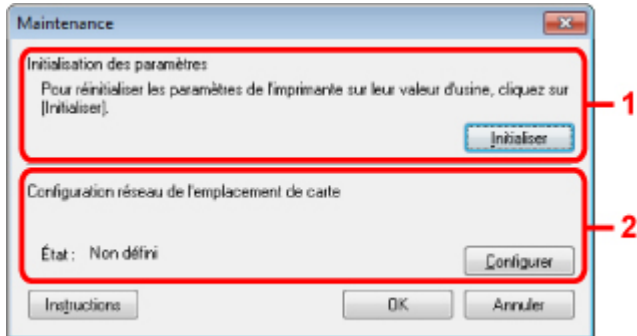 Maintenance
Initialisation des paramètres
Pour réinitialiser les paramètres de l'imprimante sur leur valeur d'usine, cliquez sur
[Initialiser].
1
Initialiser
Configuration réseau de l'emplacement de carte
2
État : Non défini
Configurer
Instructions
OK
Annuler